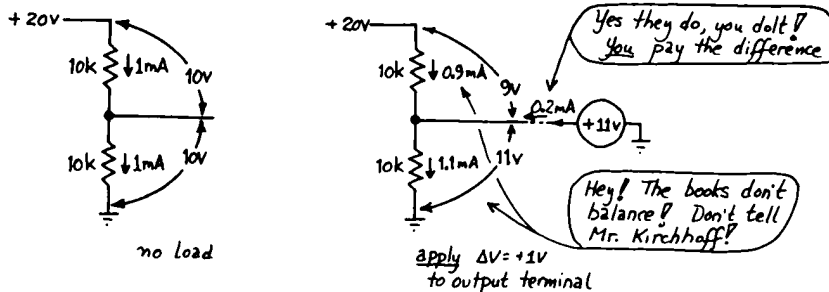 +20V
10k
↓1mA
10V
10k
↓1mA
10V
no load
+20V
10k
↓0.9mA
9V
0.2mA
+11V
10k
↓1.1mA
11V
Yes they do, you dolt!
You pay the difference
Hey! The books don't
balance! Don't tell
Mr. Kirchhoff!
apply ΔV=+1V
to output terminal